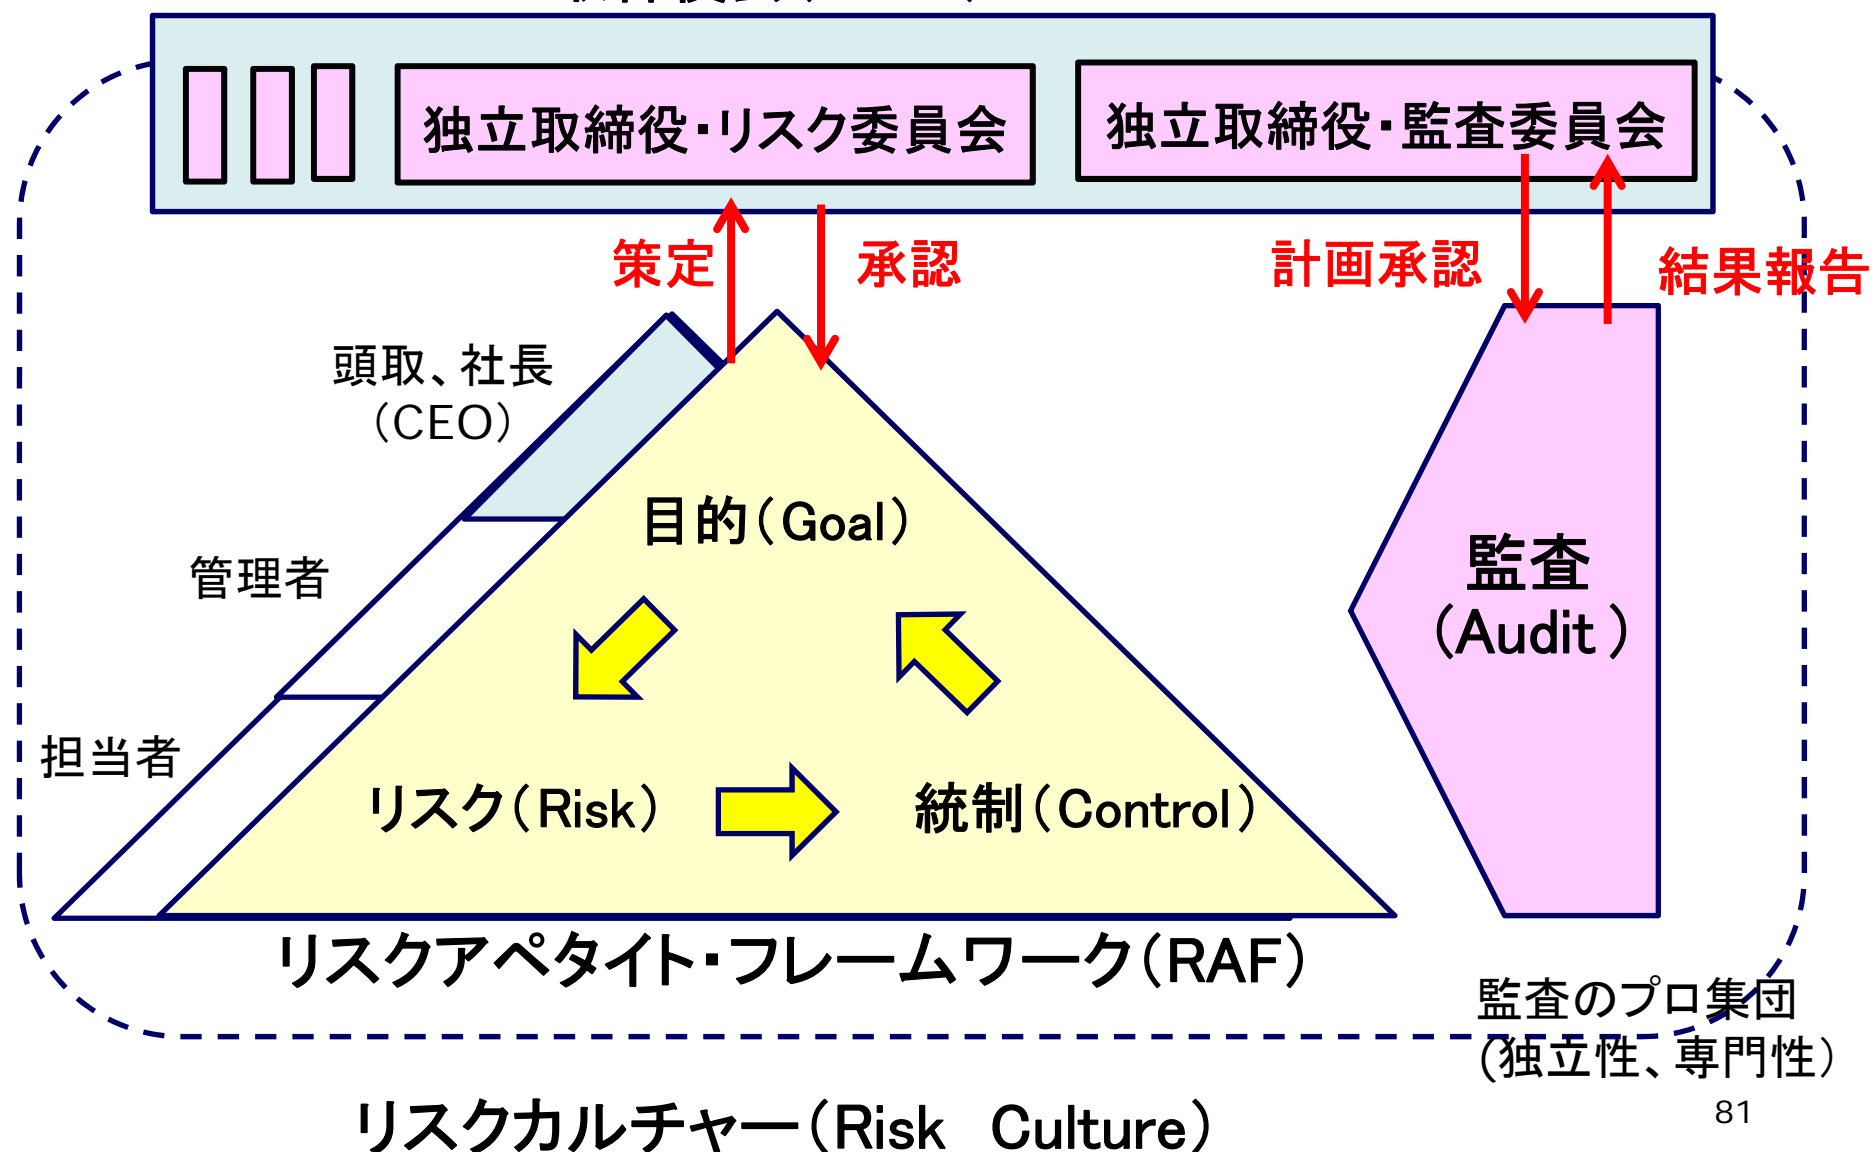 独立取締役・リスク委員会
独立取締役・監査委員会
策定
承認
計画承認
結果報告
頭取、社長
（CEO）
目的（Goal）
管理者
監査
（Audit ）
担当者
リスク（Risk）
統制（Control）
リスクアペタイト・フレームワーク（RAF）
監査のプロ集団
(独立性、専門性）
リスクカルチャー（Risk　Culture）
81